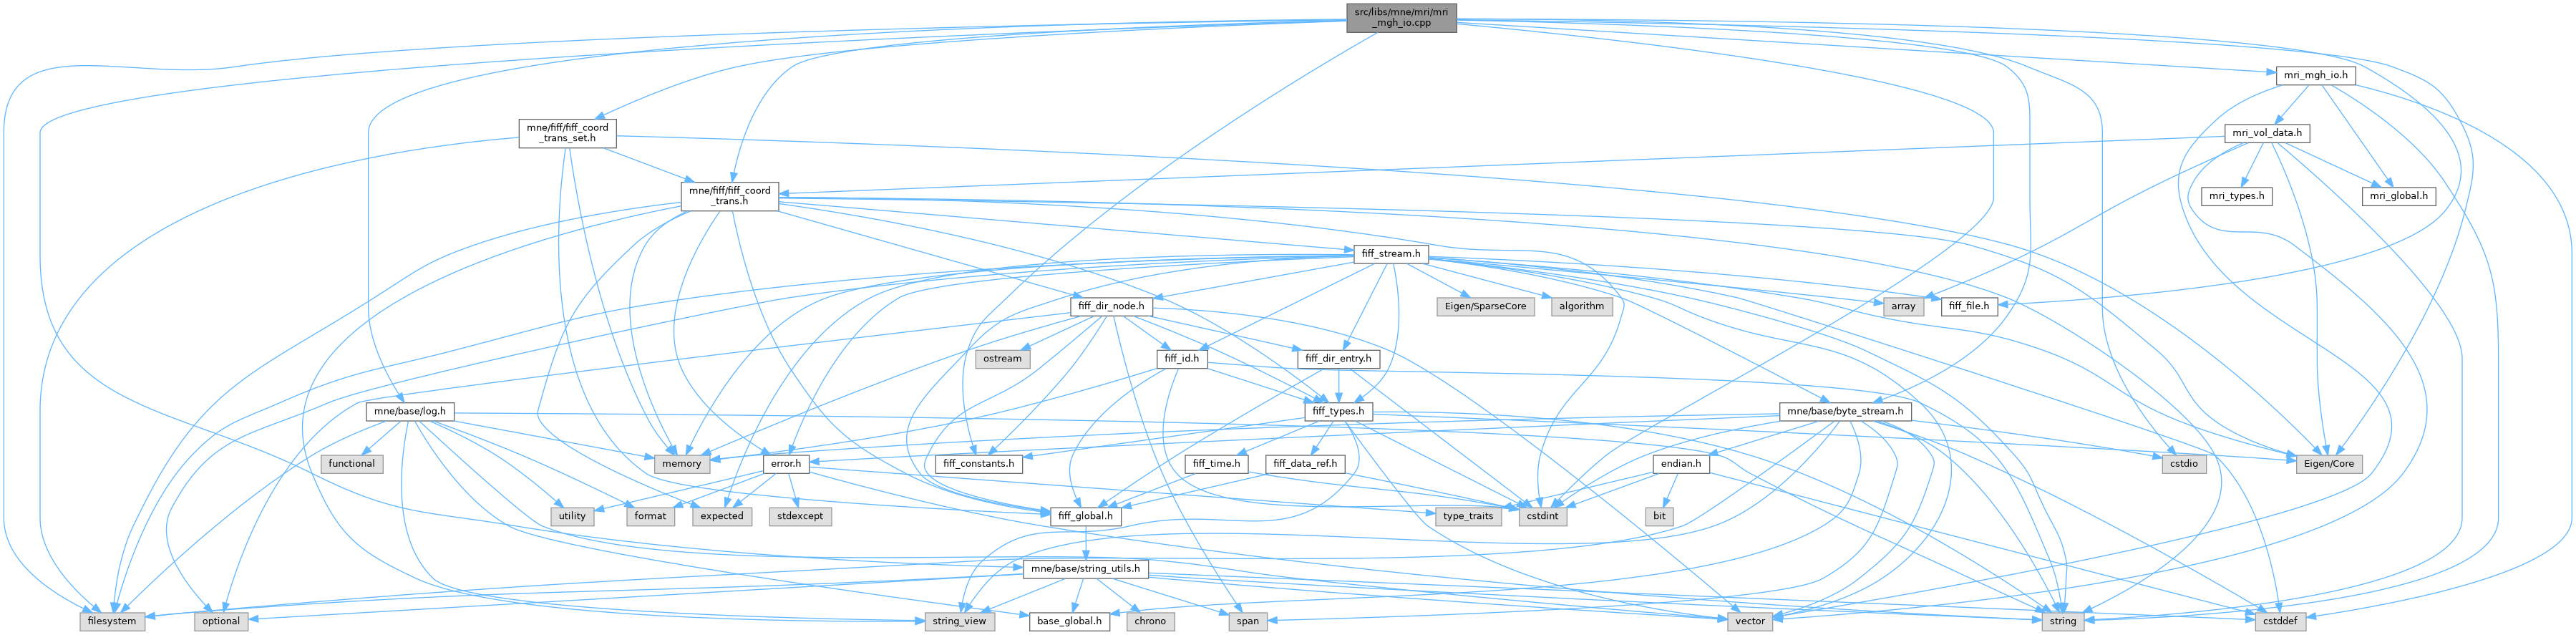 src/libs/mne/mri/mri
_mgh_io.cpp
mri_mgh_io.h
mne/fiff/fiff_coord
_trans_set.h
mri_vol_data.h
mne/fiff/fiff_coord
_trans.h
mri_types.h
mri_global.h
fiff_stream.h
fiff_dir_node.h
Eigen/SparseCore
algorithm
array
fiff_file.h
ostream
fiff_id.h
fiff_dir_entry.h
mne/base/log.h
fiff_types.h
mne/base/byte_stream.h
functional
memory
error.h
fiff_constants.h
fiff_time.h
fiff_data_ref.h
endian.h
cstdio
Eigen/Core
utility
format
expected
stdexcept
fiff_global.h
type_traits
cstdint
bit
mne/base/string_utils.h
filesystem
optional
string_view
base_global.h
chrono
span
vector
string
cstddef